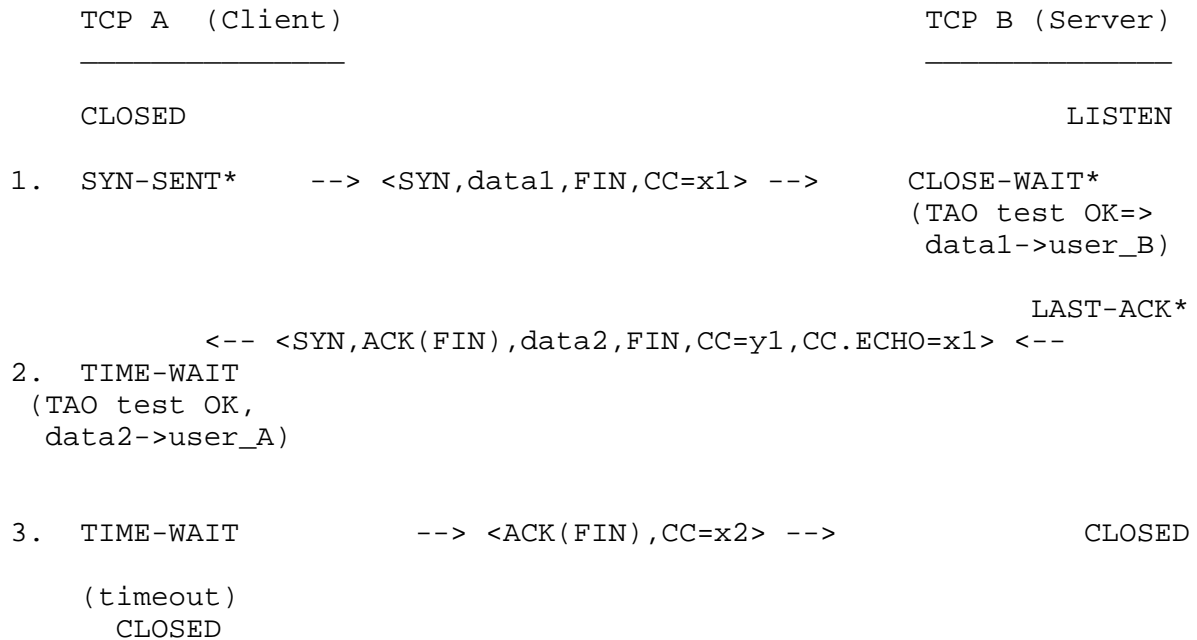 TCP A (Client) TCP B (Server)
_______________ ______________
CLOSED LISTEN
1. SYN-SENT* --> <SYN,data1,FIN,CC=x1> --> CLOSE-WAIT*
(TAO test OK=>
data1->user_B)
LAST-ACK*
<-- <SYN,ACK(FIN),data2,FIN,CC=y1,CC.ECHO=x1> <--
2. TIME-WAIT
(TAO test OK,
data2->user_A)
3. TIME-WAIT --> <ACK(FIN),CC=x2> --> CLOSED
(timeout)
CLOSED